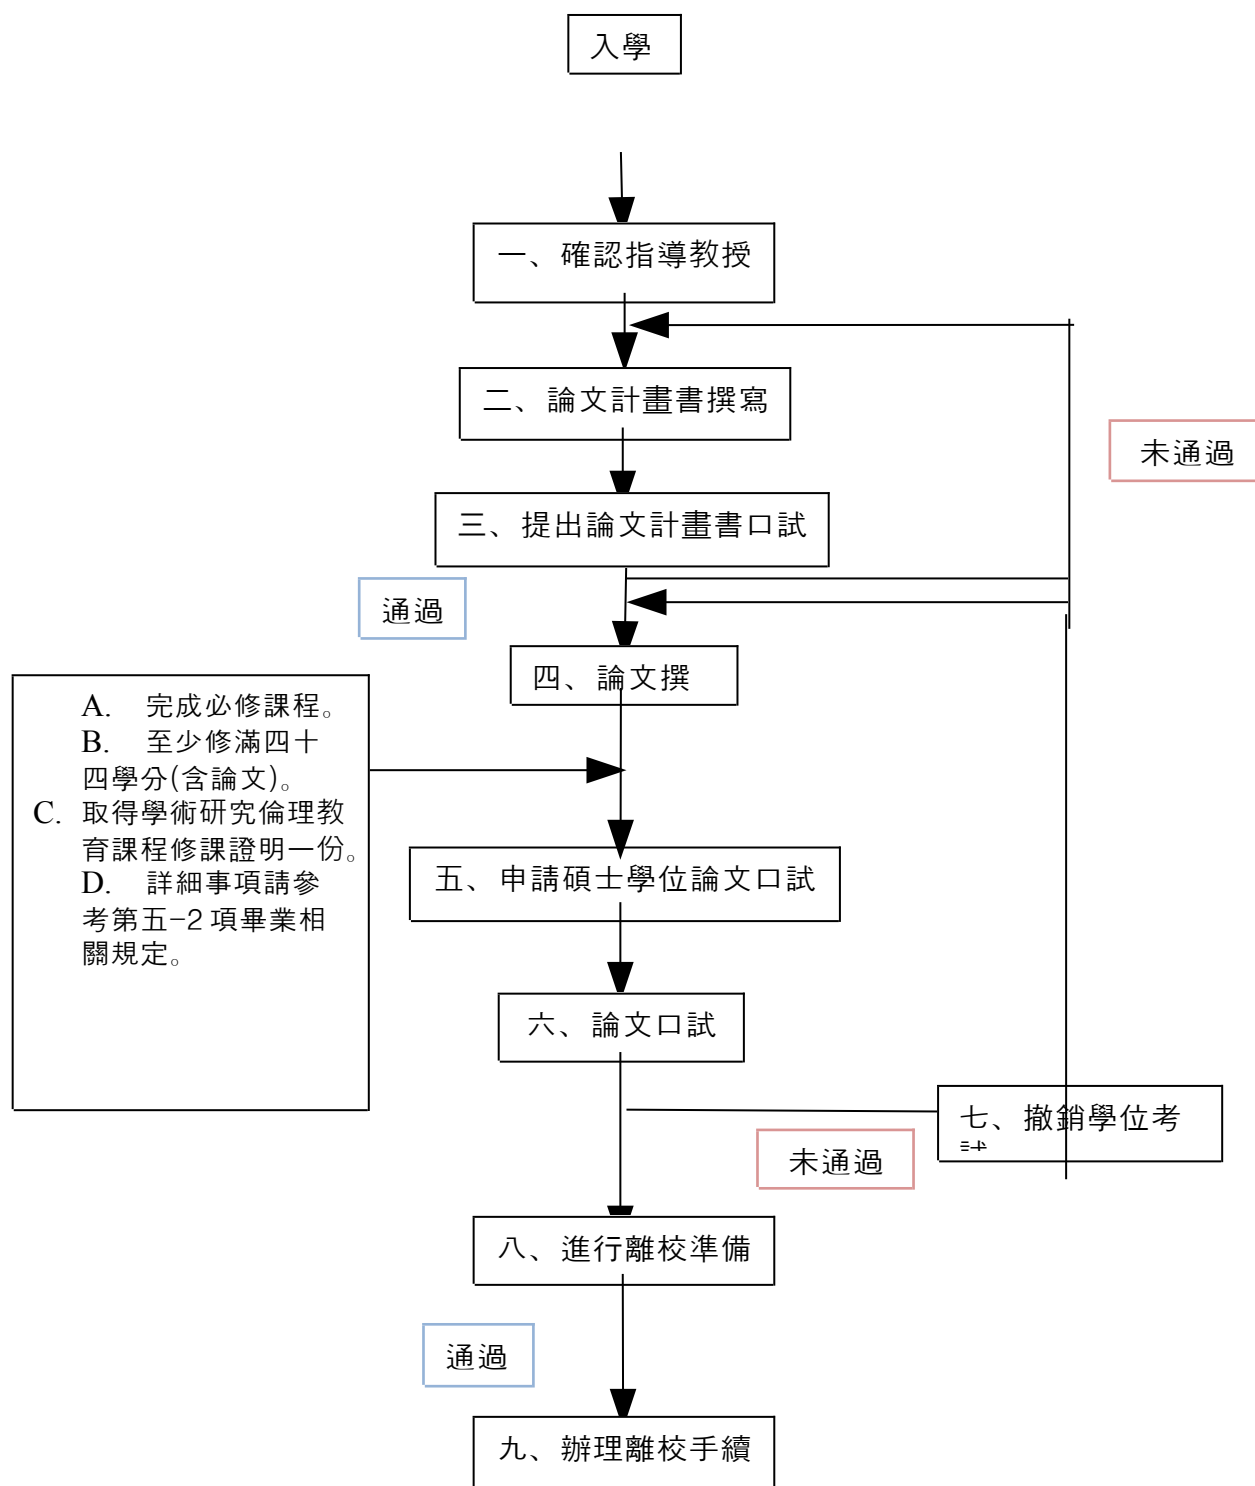 入學
一、確認指導教授
二、論文計畫書撰寫
未通過
三、提出論文計畫書口試
通過
四、論文撰
A. 完成必修課程。
B. 至少修滿四十
四學分(含論文)。
C. 取得學術研究倫理教
育課程修課證明一份。
D. 詳細事項請參
考第五-2 項畢業相
關規定。
五、申請碩士學位論文口試
六、論文口試
七、撤銷學位考
未通過
八、進行離校準備
通過
九、辦理離校手續